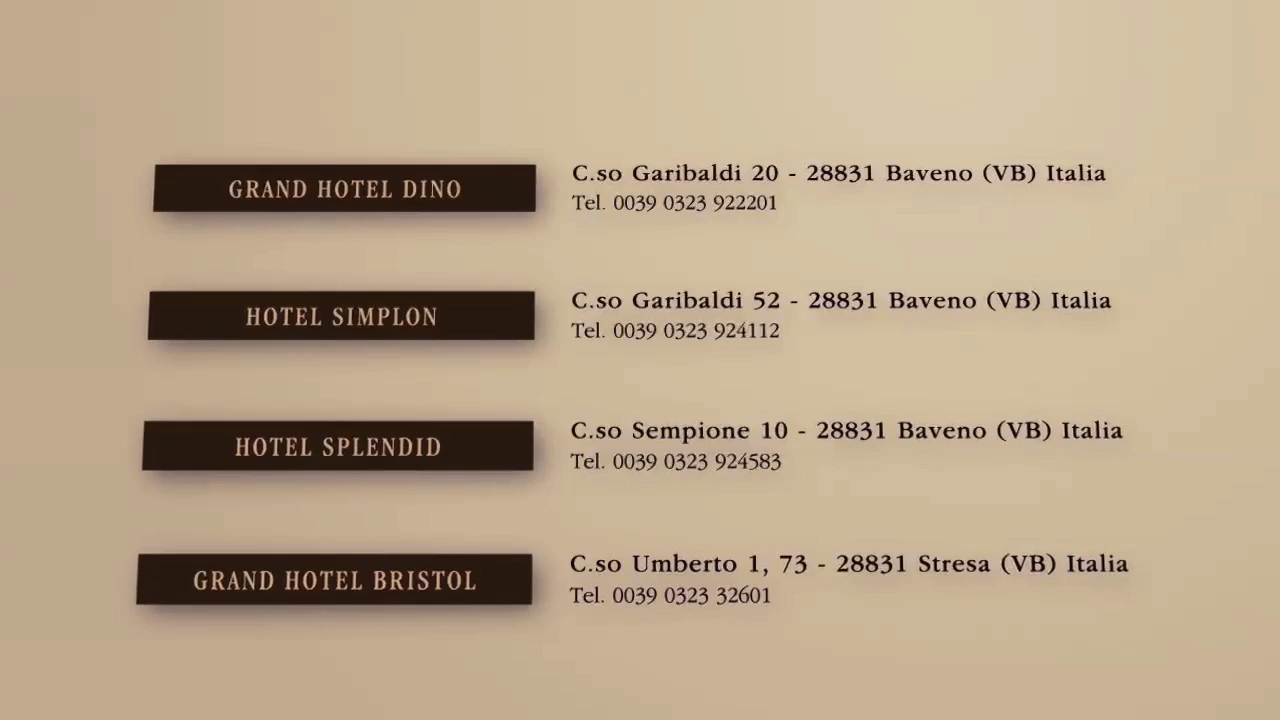 GRAND HOTEL DINO
C.so Garibaldi 20 - 28831 Baveno (VB) Italia
Tel. 0039 0323 922201
HOTEL SIMPLON
C.so Garibaldi 52 - 28831 Baveno (VB) Italia
Tel. 0039 0323 924112
HOTEL SPLENDID
C.so Sempione 10 - 28831 Baveno (VB) Italia
Tel. 0039 0323 924583
GRAND HOTEL BRISTOL
C.so Umberto 1, 73 - 28831 Stresa (VB) Italia
Tel. 0039 0323 32601